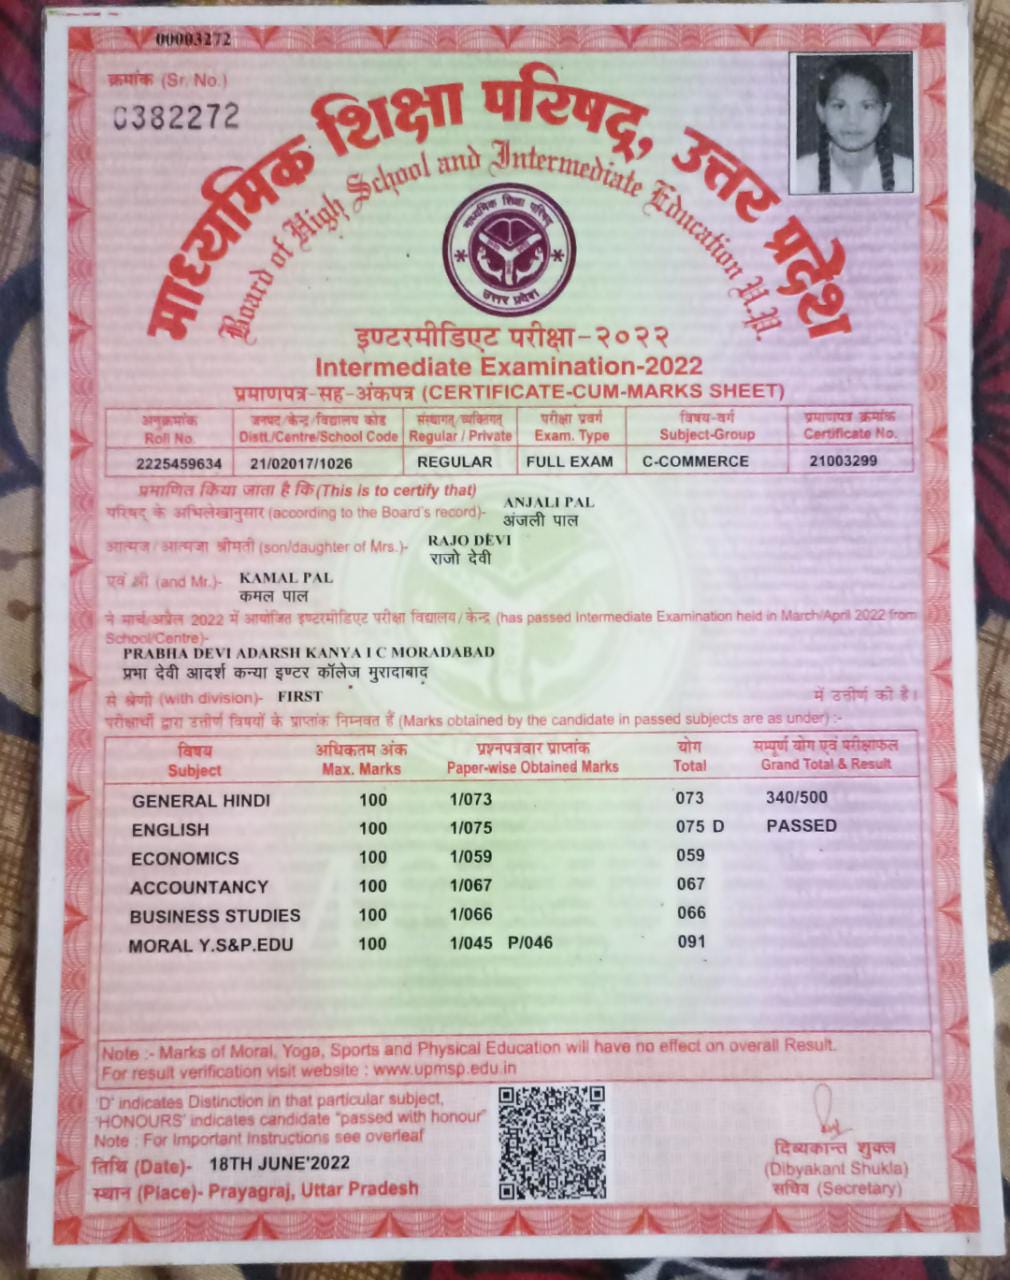 00003272
क्रमांक (Sr. No.)
0382272
माध्यमिक शिक्षा परिषद्, उत्तर प्रदेश
Board of High School and Intermediate Education U.P.
माध्यमिक शिक्षा परिषद
उत्तर प्रदेश
इण्टरमीडिएट परीक्षा-२०२२
Intermediate Examination-2022
प्रमाणपत्र-सह-अंकपत्र (CERTIFICATE-CUM-MARKS SHEET)
अनुक्रमांक जनपद/केन्द्र/विद्यालय कोड संस्थागत/व्यक्तिगत परीक्षा प्रवर्ग विषय-वर्ग प्रमाणपत्र क्रमांक
Roll No. Distt./Centre/School Code Regular / Private Exam. Type Subject-Group Certificate No.
2225459634 21/02017/1026 REGULAR FULL EXAM C-COMMERCE 21003299
प्रमाणित किया जाता है कि (This is to certify that)
परिषद् के अभिलेखानुसार (according to the Board's record)- ANJALI PAL
अंजली पाल
आत्मज/आत्मजा श्रीमती (son/daughter of Mrs.)- RAJO DEVI
राजो देवी
एवं श्री (and Mr.)- KAMAL PAL
कमल पाल
ने मार्च/अप्रैल 2022 में आयोजित इण्टरमीडिएट परीक्षा विद्यालय/केन्द्र (has passed Intermediate Examination held in March/April 2022 from
School/Centre)-
PRABHA DEVI ADARSH KANYA I C MORADABAD
प्रभा देवी आदर्श कन्या इण्टर कॉलेज मुरादाबाद
से श्रेणी (with division)- FIRST में उत्तीर्ण की है।
परीक्षार्थी द्वारा उत्तीर्ण विषयों के प्राप्तांक निम्नवत हैं (Marks obtained by the candidate in passed subjects are as under) :-
विषय अधिकतम अंक प्रश्नपत्रवार प्राप्तांक योग सम्पूर्ण योग एवं परीक्षाफल
Subject Max. Marks Paper-wise Obtained Marks Total Grand Total & Result
GENERAL HINDI 100 1/073 073 340/500
ENGLISH 100 1/075 075 D PASSED
ECONOMICS 100 1/059 059
ACCOUNTANCY 100 1/067 067
BUSINESS STUDIES 100 1/066 066
MORAL Y.S&P.EDU 100 1/045 P/046 091
Note :- Marks of Moral, Yoga, Sports and Physical Education will have no effect on overall Result.
For result verification visit website : www.upmsp.edu.in
'D' indicates Distinction in that particular subject,
'HONOURS' indicates candidate "passed with honour"
Note : For Important Instructions see overleaf
तिथि (Date)- 18TH JUNE'2022
स्थान (Place)- Prayagraj, Uttar Pradesh
दिव्यकान्त शुक्ल
(Dibyakant Shukla)
सचिव (Secretary)